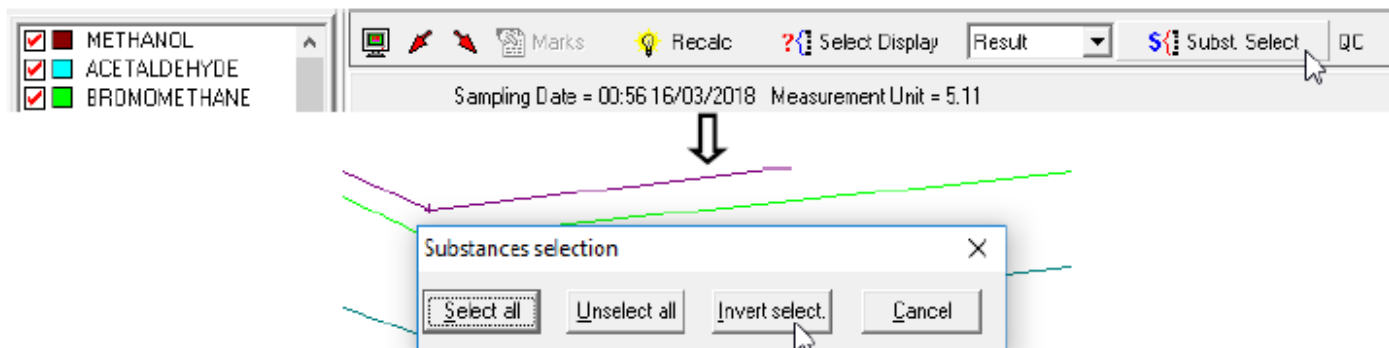 METHANOL
ACETALDEHYDE
BROMOMETHANE
Marks Recalc ?{ Select Display Result S{ Subst. Select QC
Sampling Date = 00:56 16/03/2018 Measurement Unit = 5.11
Substances selection
Select all Unselect all Invert select. Cancel